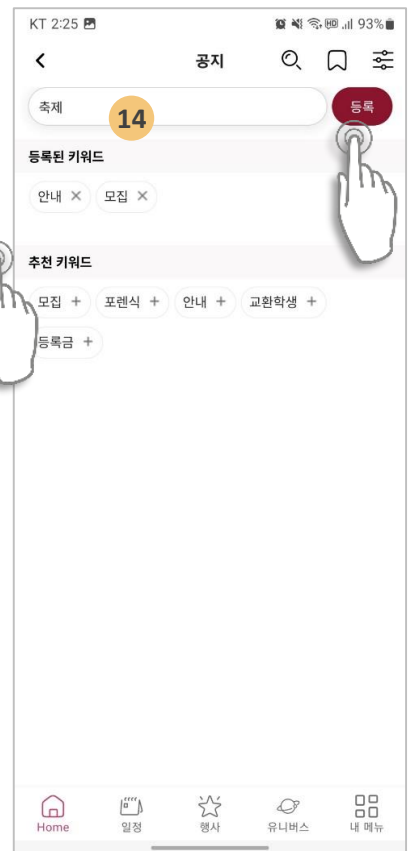 KT 2:25 93%
공지
축제 14 등록
등록된 키워드
안내 × 모집 ×
추천 키워드
모집 + 포렌식 + 안내 + 교환학생 +
등록금 +
Home 일정 행사 유니버스 내 메뉴